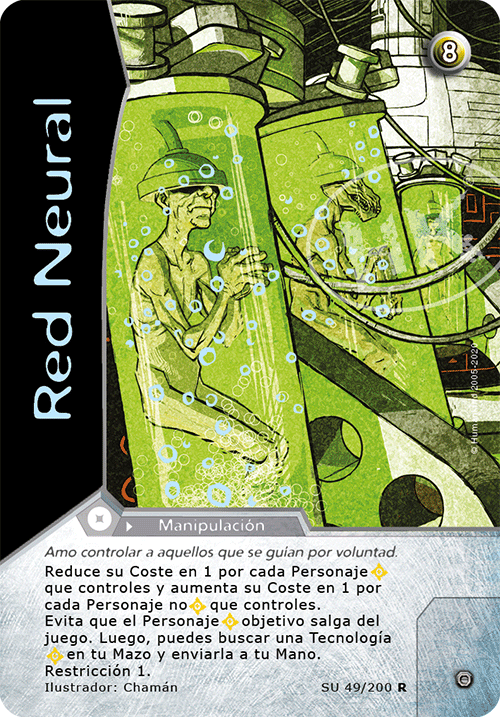 8
Red Neural
Manipulación
Amo controlar a aquellos que se guían por voluntad.
Reduce su Coste en 1 por cada Personaje
que controles y aumenta su Coste en 1 por
cada Personaje no que controles.
Evita que el Personaje objetivo salga del
juego. Luego, puedes buscar una Tecnología
en tu Mazo y enviarla a tu Mano.
Restricción 1.
Ilustrador: Chamán SU 49/200 R